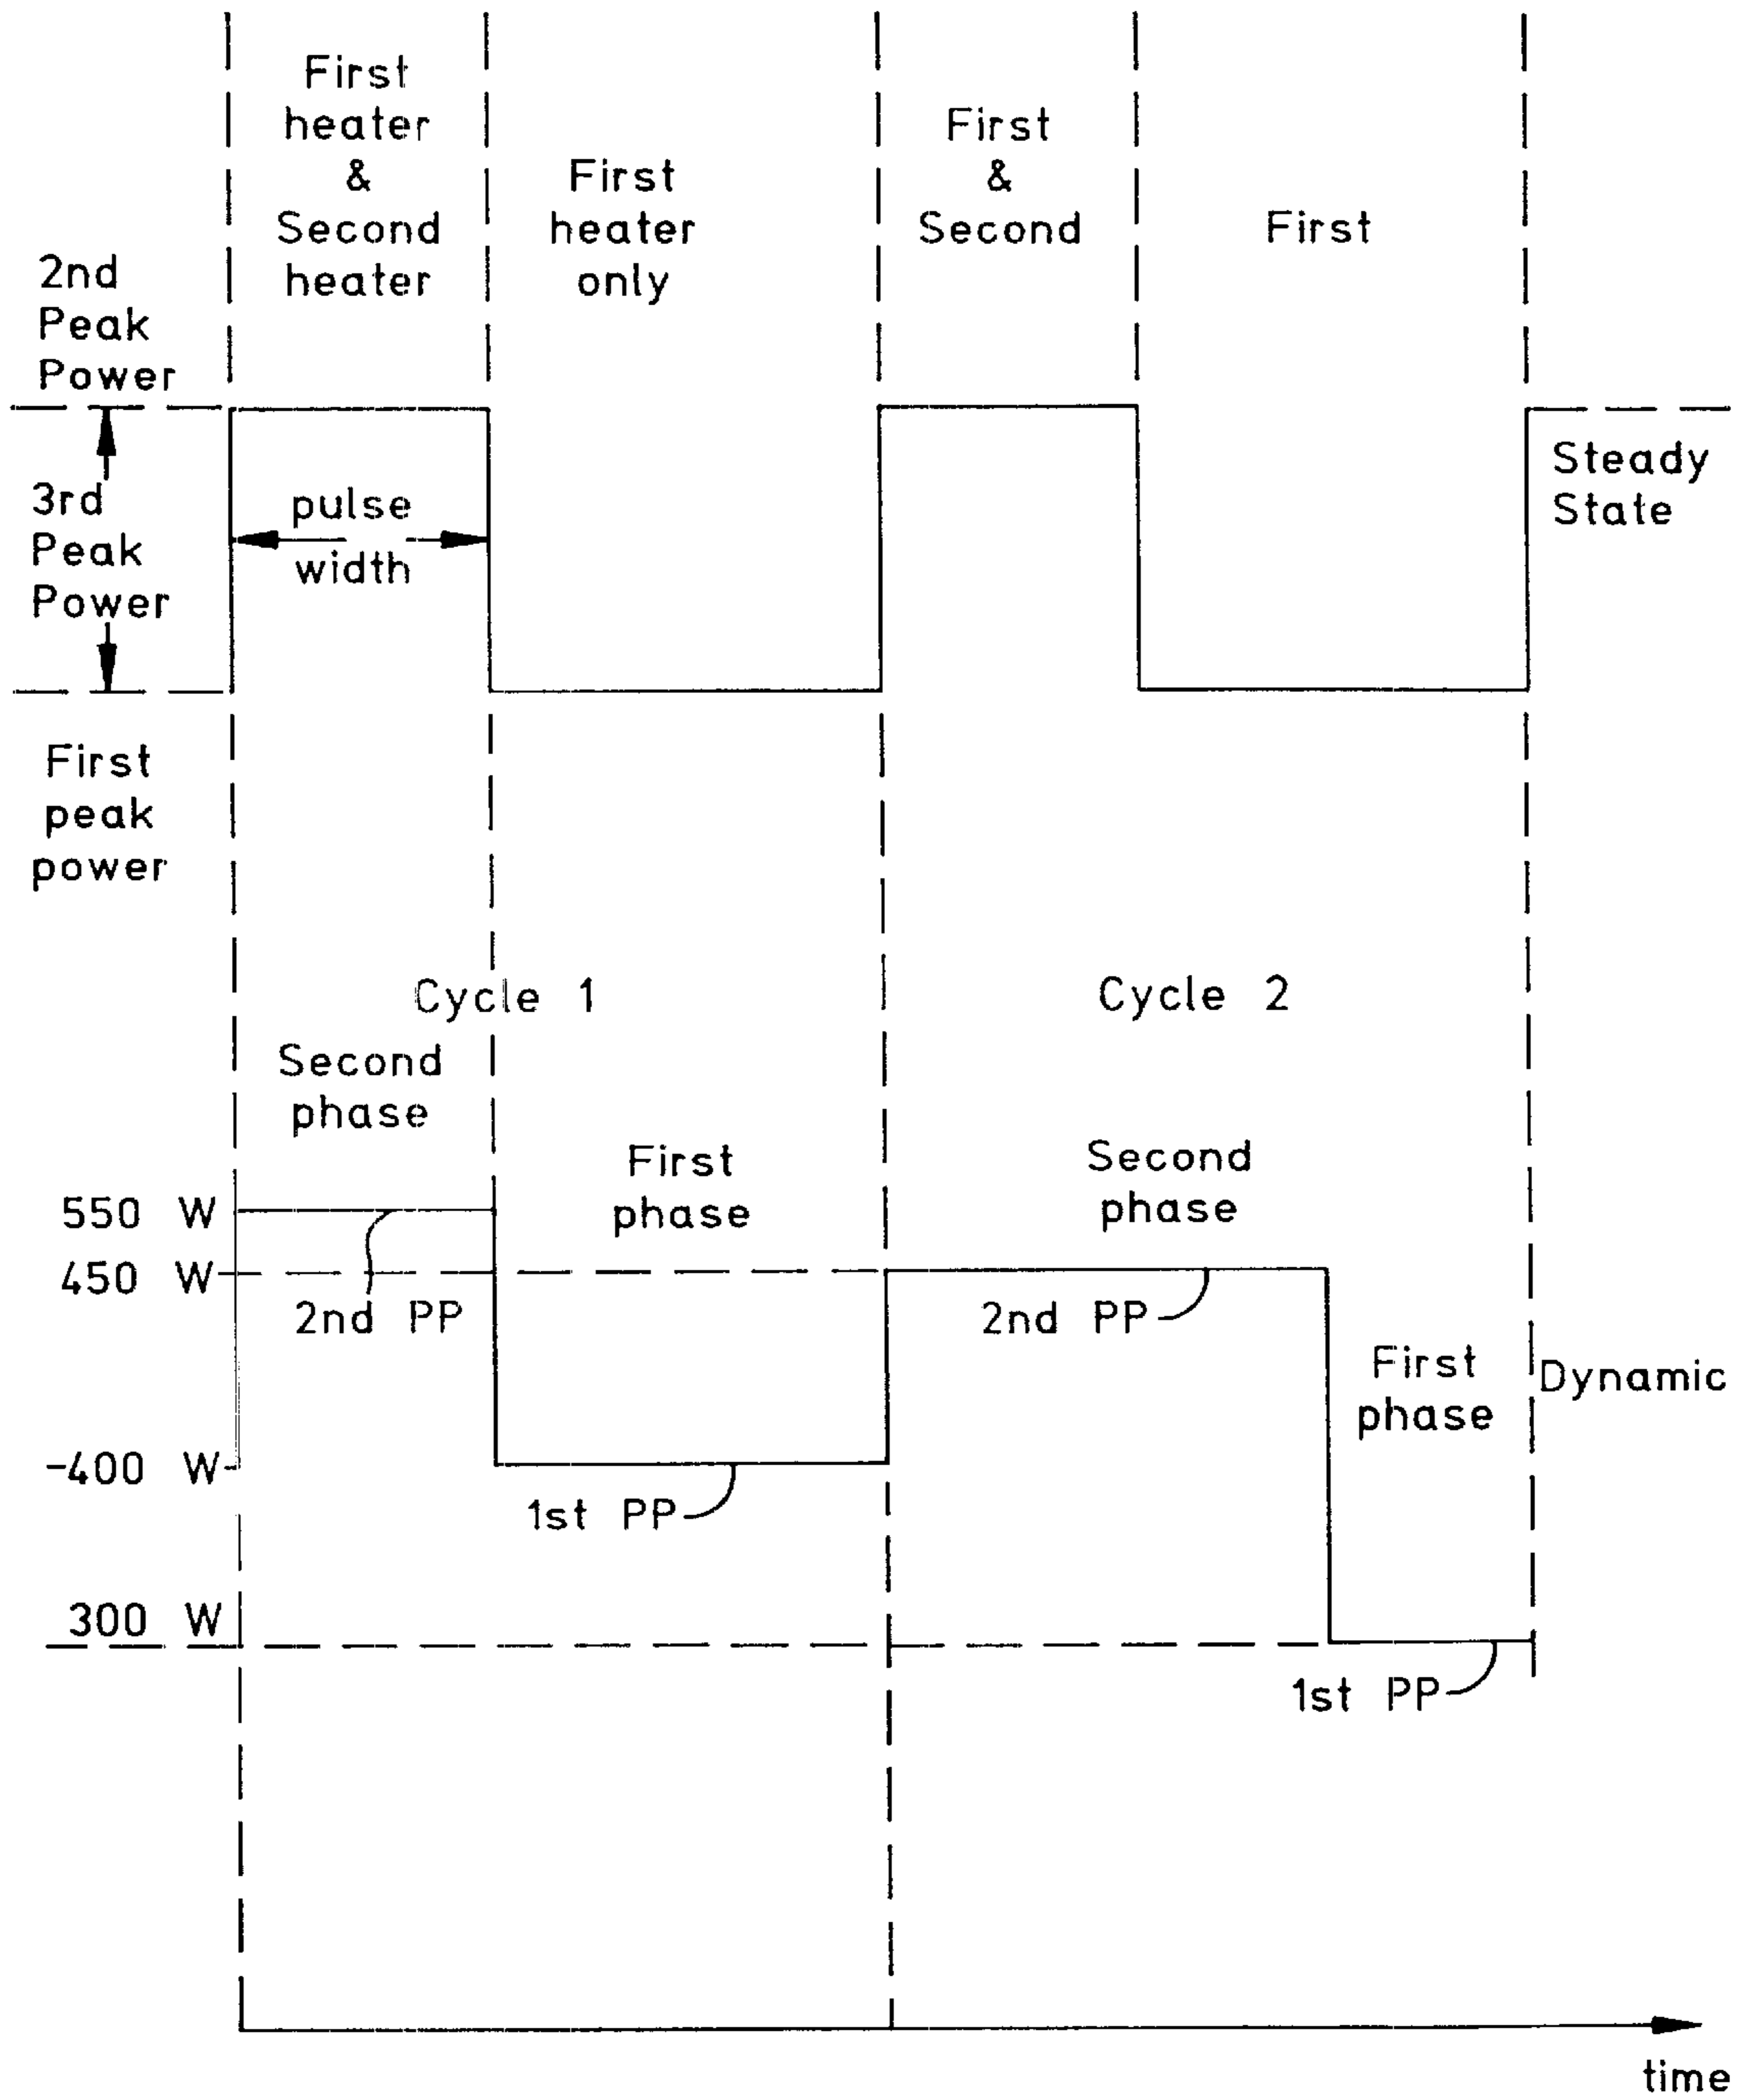 First
heater
&
Second
heater
First
heater
only
First
&
Second
First
2nd
Peak
Power
3rd
Peak
Power
pulse
width
Steady
State
First
peak
power
Cycle 1
Cycle 2
Second
phase
First
phase
Second
phase
550 W
450 W
2nd PP
2nd PP
First
phase
Dynamic
-400 W
1st PP
300 W
1st PP
time